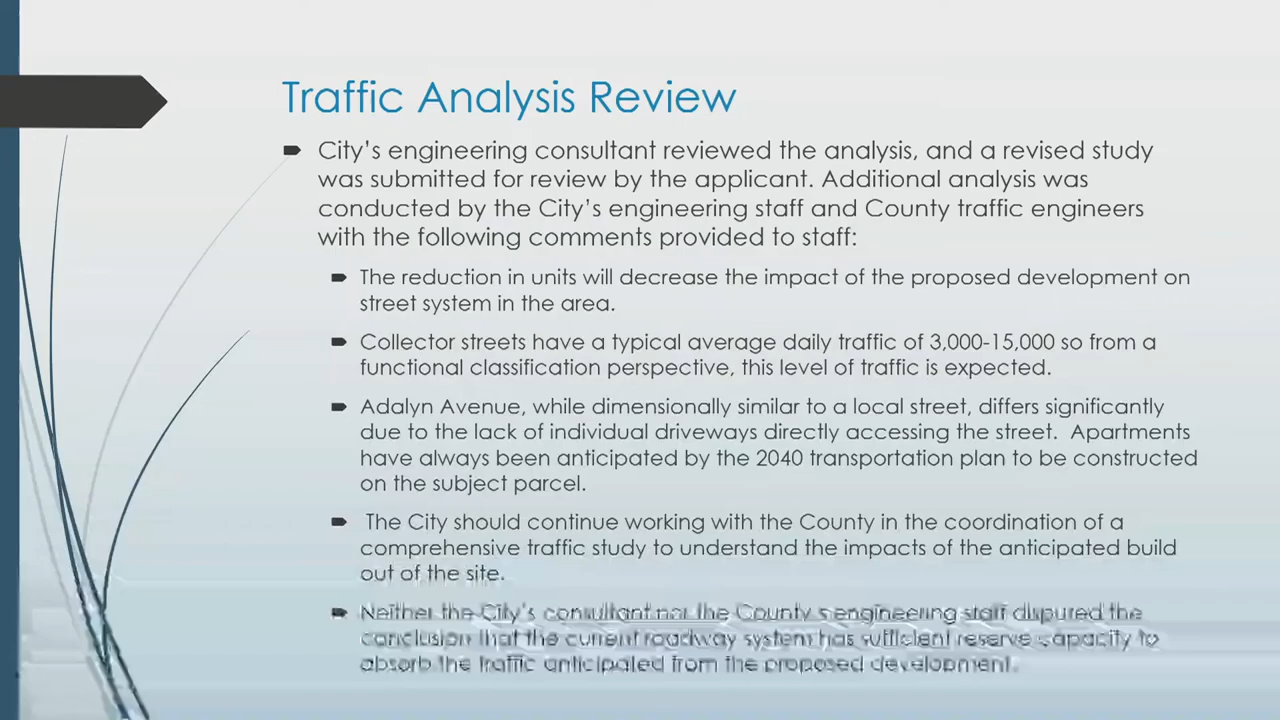 Traffic Analysis Review
City's engineering consultant reviewed the analysis, and a revised study
was submitted for review by the applicant. Additional analysis was
conducted by the City's engineering staff and County traffic engineers
with the following comments provided to staff:
The reduction in units will decrease the impact of the proposed development on
street system in the area.
Collector streets have a typical average daily traffic of 3,000-15,000 so from a
functional classification perspective, this level of traffic is expected.
Adalyn Avenue, while dimensionally similar to a local street, differs significantly
due to the lack of individual driveways directly accessing the street. Apartments
have always been anticipated by the 2040 transportation plan to be constructed
on the subject parcel.
The City should continue working with the County in the coordination of a
comprehensive traffic study to understand the impacts of the anticipated build
out of the site.
Neither the City's consultant nor the County's engineering staff disputed the
conclusion that the current roadway system has sufficient reserve capacity to
absorb the traffic anticipated from the proposed development.